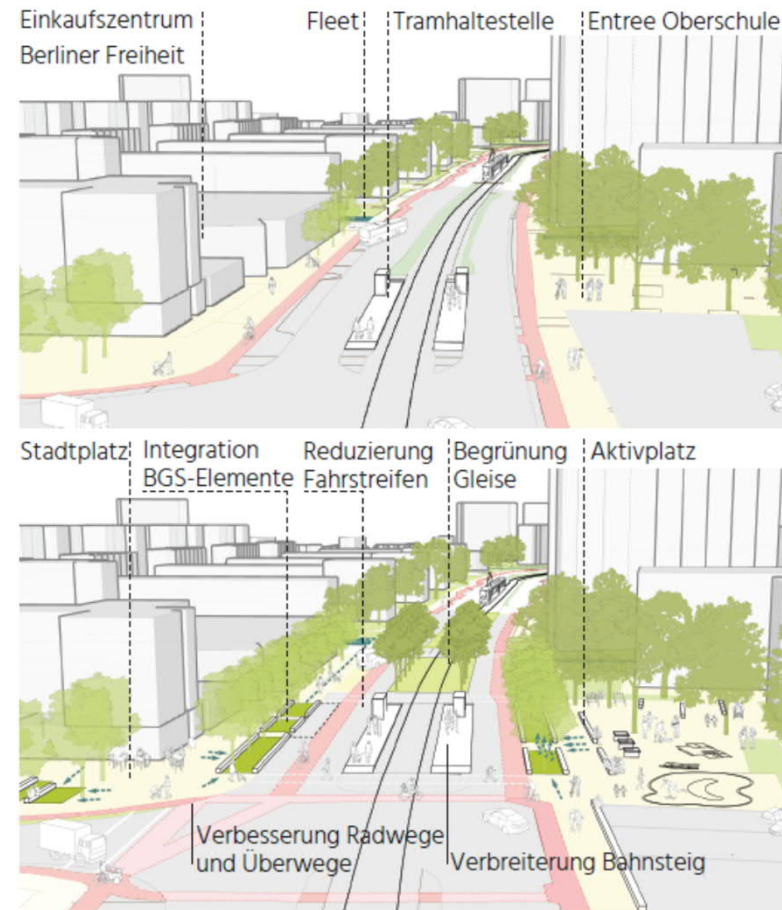 Einkaufszentrum
Berliner Freiheit
Fleet
Tramhaltestelle
Entree Oberschule
Stadtplatz
Integration
BGS-Elemente
Reduzierung
Fahrstreifen
Begrünung
Gleise
Aktivplatz
Verbesserung Radwege
und Überwege
Verbreiterung Bahnsteig